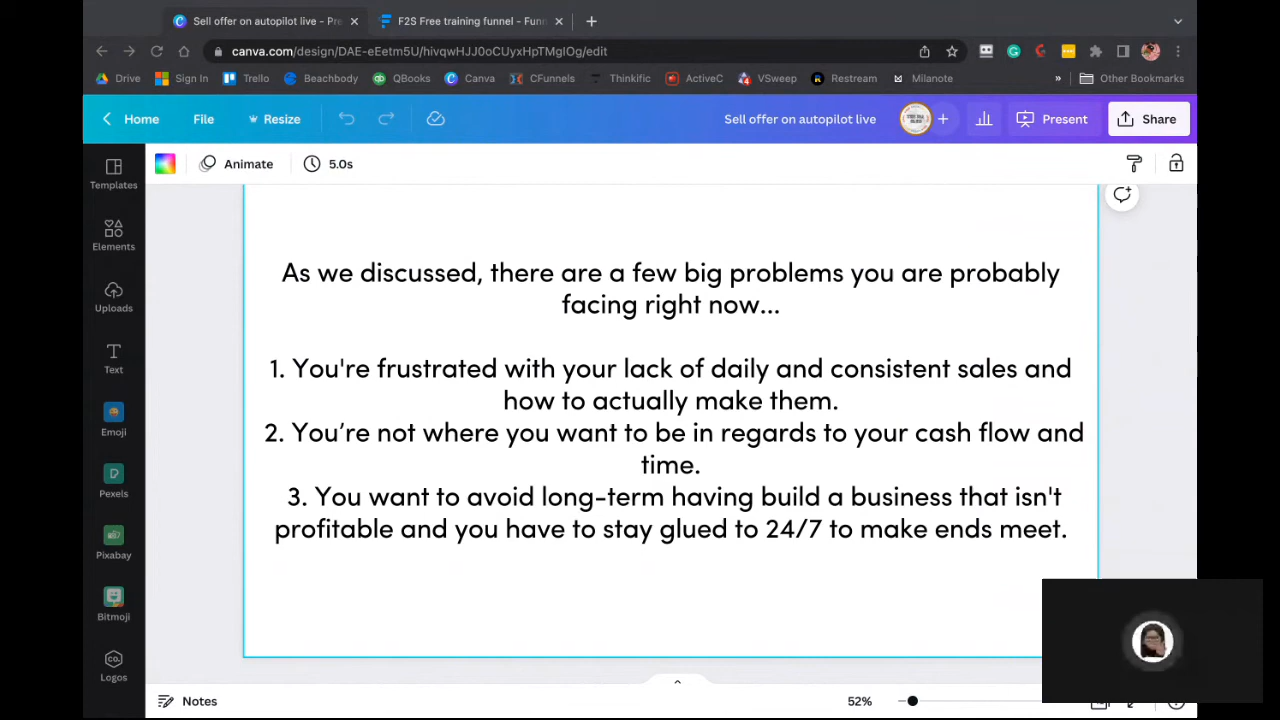 Sell offer on autopilot live - Pre
F2S Free training funnel - Funn
canva.com/design/DAE-eEetm5U/hivqwHJJ0oCUyxHpTMgIOg/edit
Drive
Sign In
Trello
Beachbody
QBooks
Canva
CFunnels
Thinkific
ActiveC
VSweep
Restream
Milanote
»
Other Bookmarks
Home
File
Resize
Sell offer on autopilot live
Present
Share
Templates
Elements
Uploads
Text
Emoji
Pexels
Pixabay
Bitmoji
CO.
Logos
Animate
5.0s
As we discussed, there are a few big problems you are probably
facing right now...
1. You're frustrated with your lack of daily and consistent sales and
how to actually make them.
2. You’re not where you want to be in regards to your cash flow and
time.
3. You want to avoid long-term having build a business that isn't
profitable and you have to stay glued to 24/7 to make ends meet.
Notes
52%